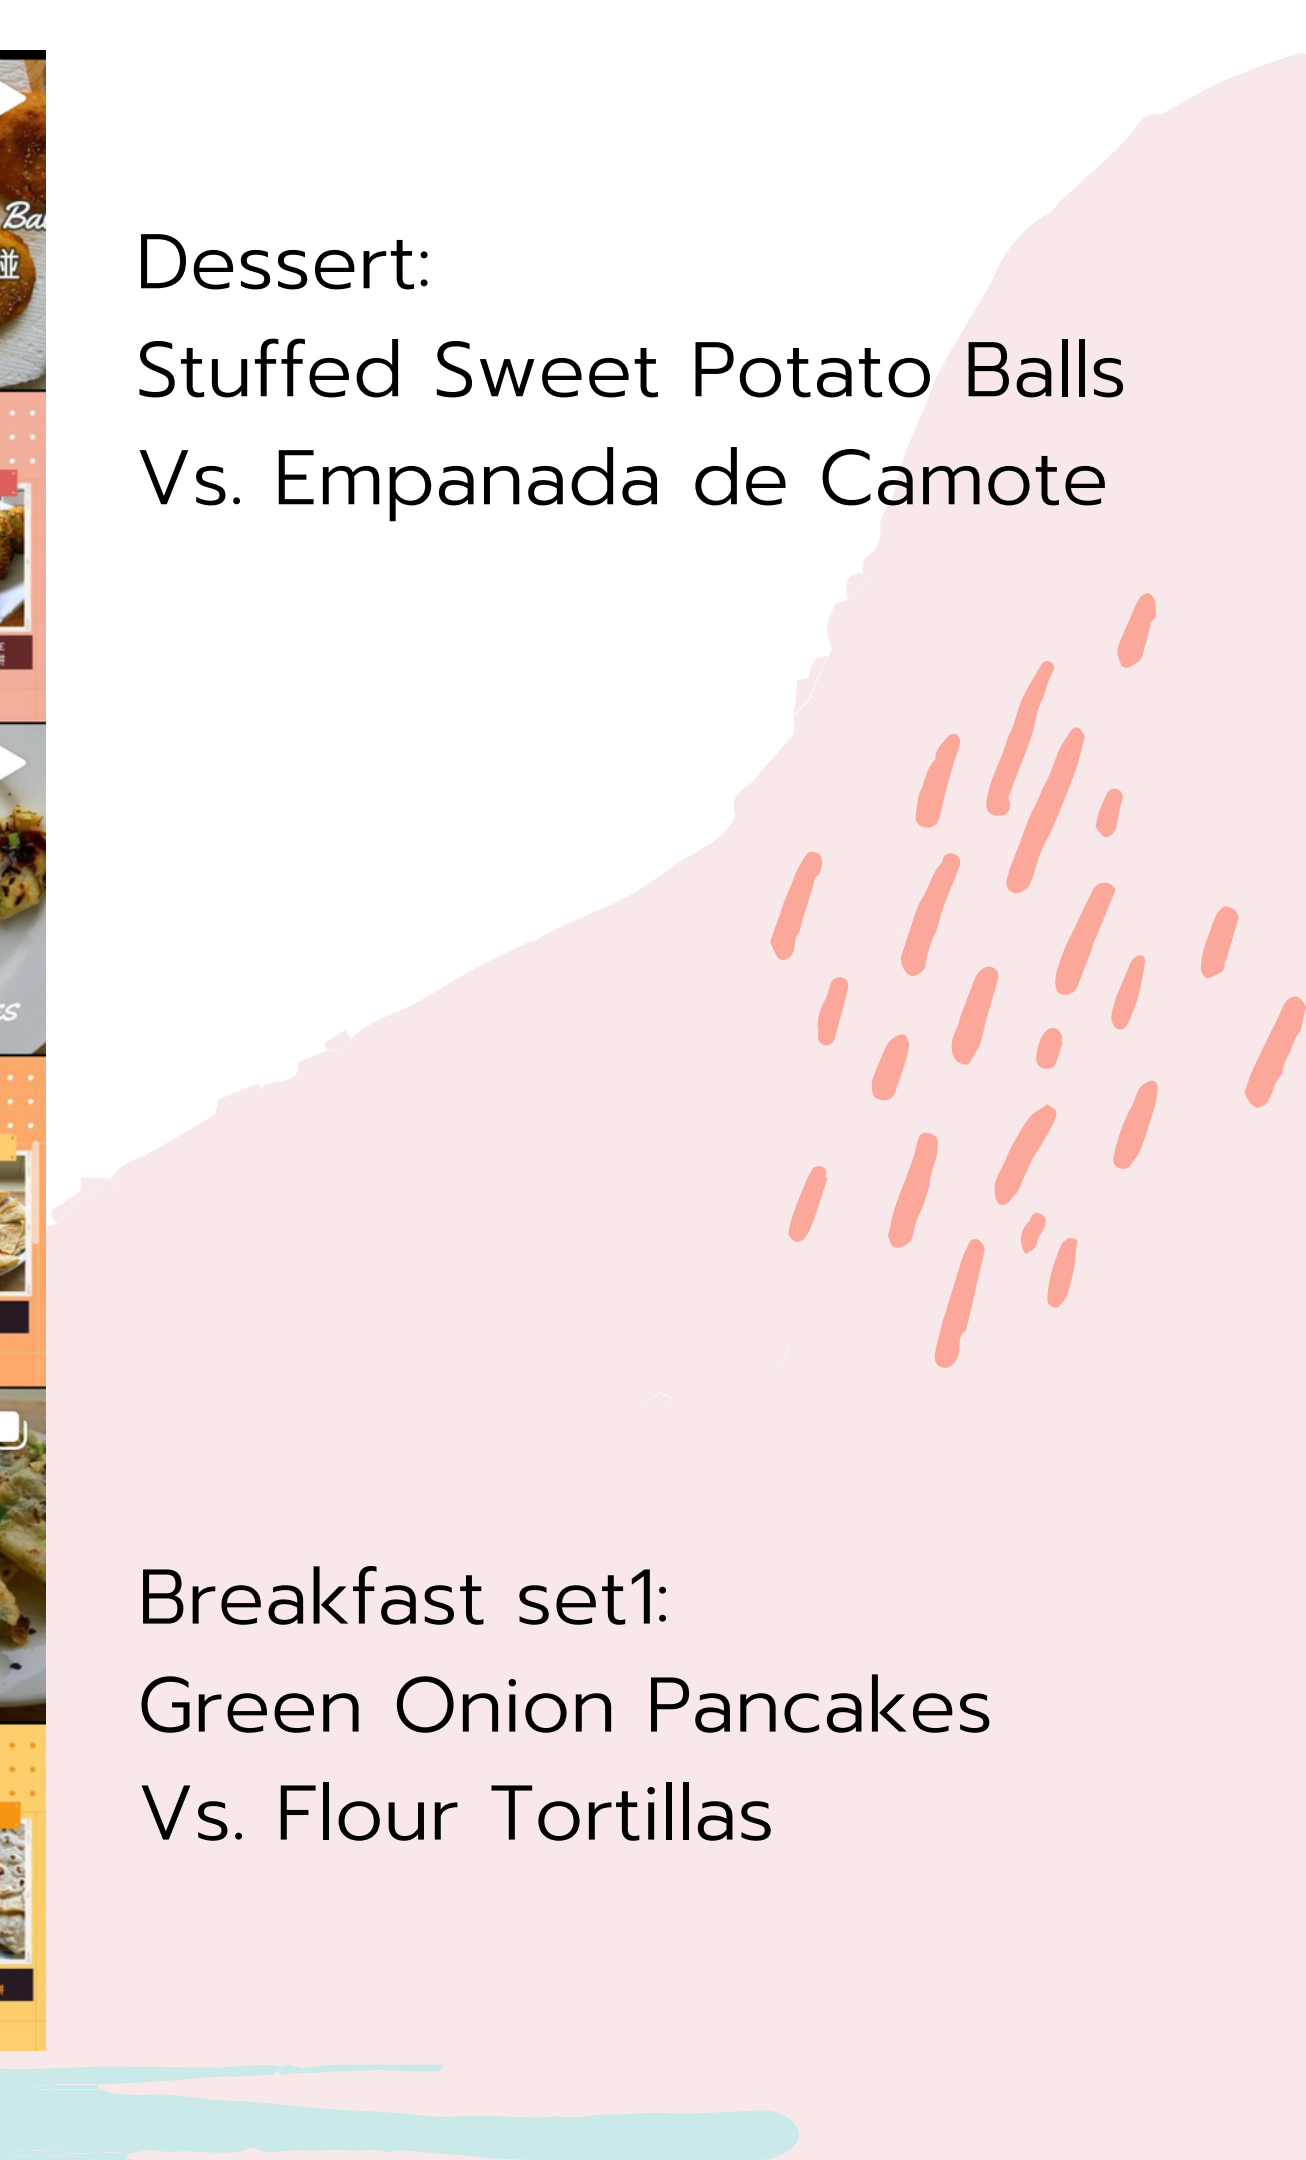 Dessert:
Stuffed Sweet Potato Balls
Vs. Empanada de Camote
Breakfast set1:
Green Onion Pancakes
Vs. Flour Tortillas